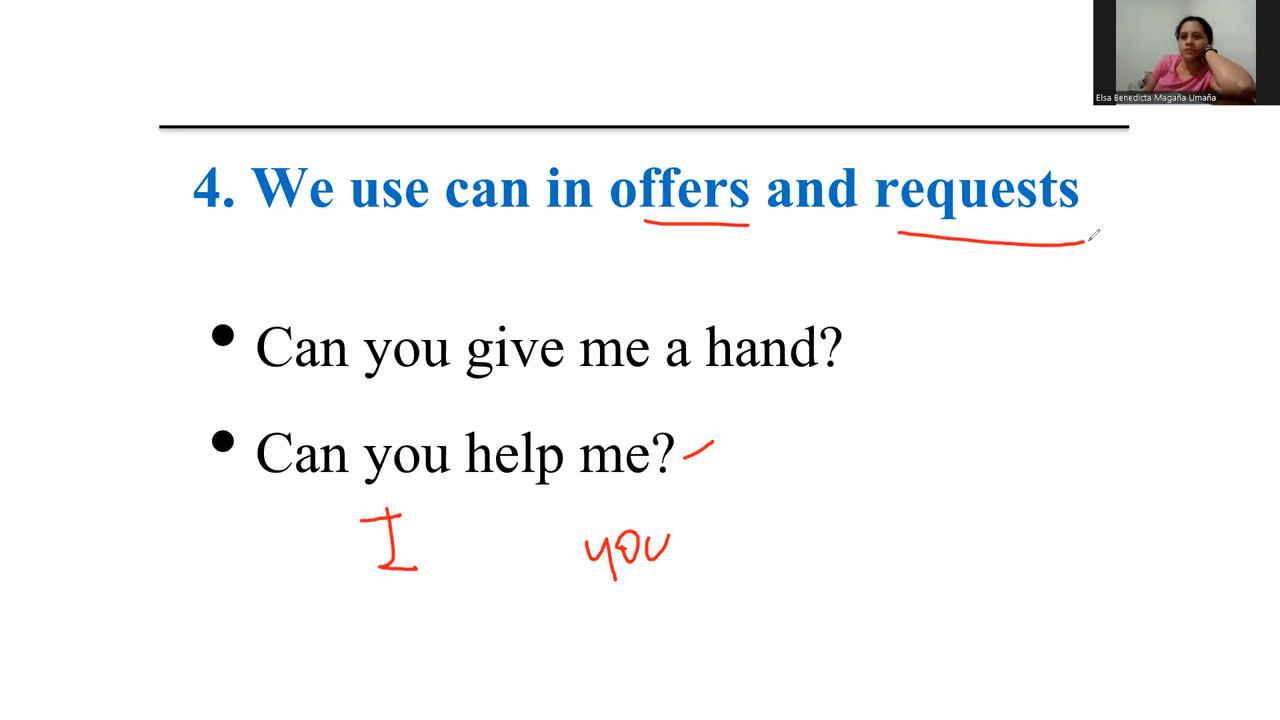 Elsa Benedicta Magaña Umaña
4. We use can in offers and requests
• Can you give me a hand?
• Can you help me?
I you